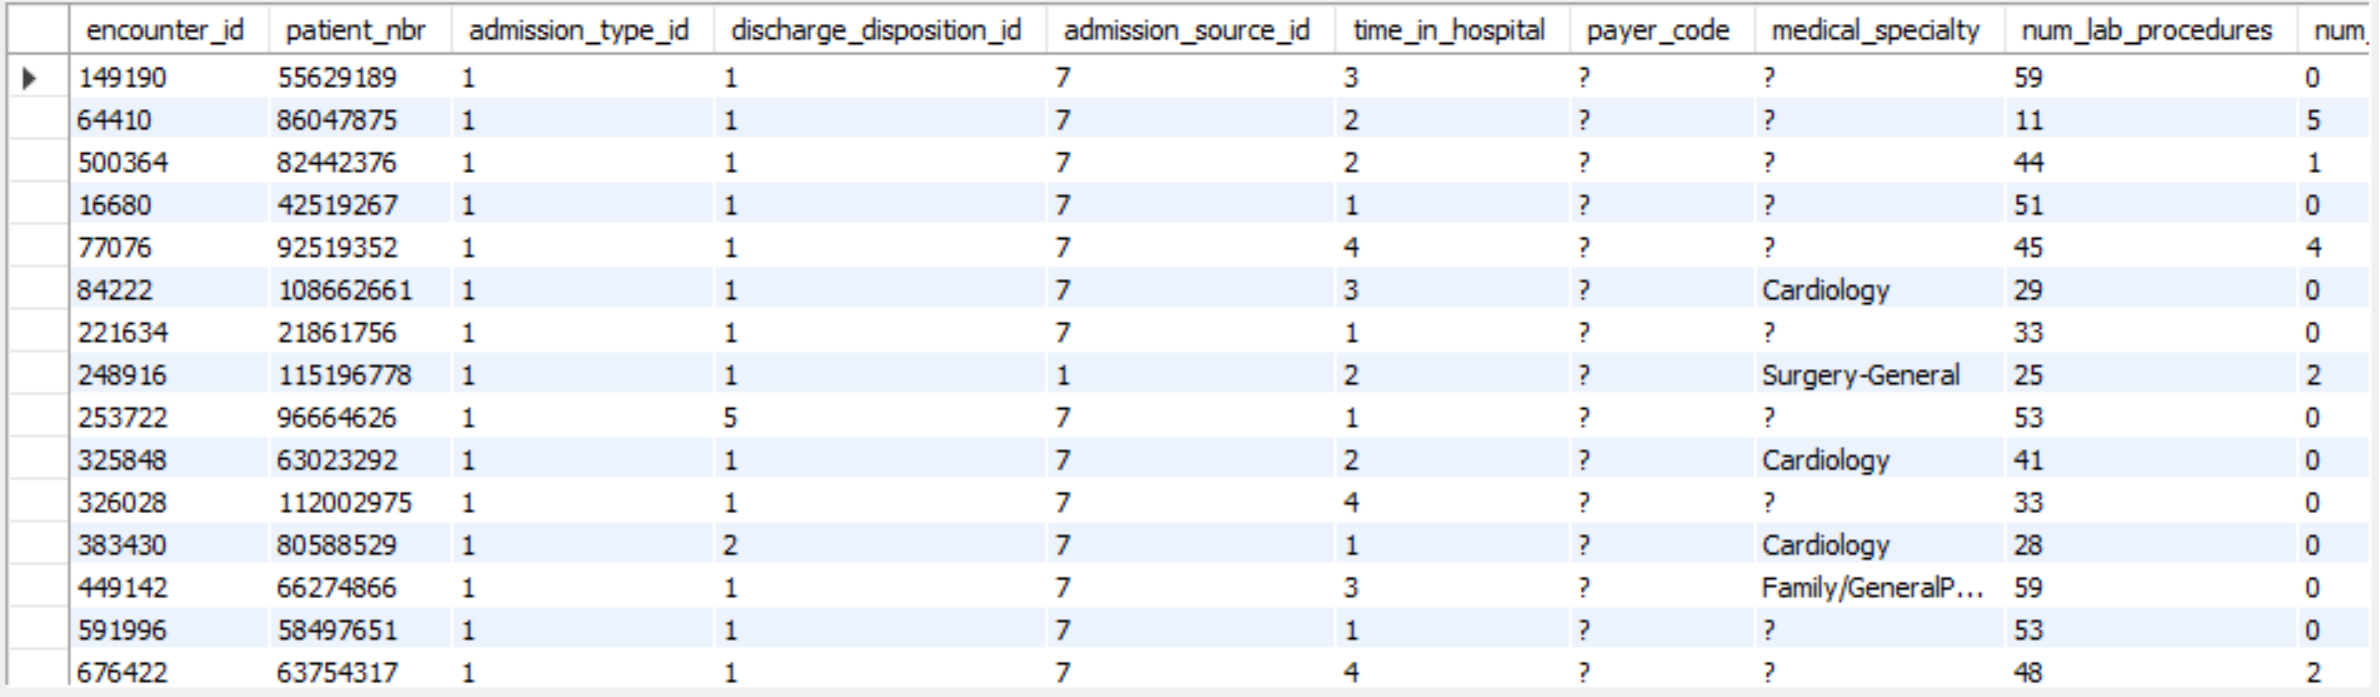 encounter_id patient_nbr admission_type_id discharge_disposition_id admission_source_id time_in_hospital payer_code medical_specialty num_lab_procedures num_
149190 55629189 1 1 7 3 ? ? 59 0
64410 86047875 1 1 7 2 ? ? 11 5
500364 82442376 1 1 7 2 ? ? 44 1
16680 42519267 1 1 7 1 ? ? 51 0
77076 92519352 1 1 7 4 ? ? 45 4
84222 108662661 1 1 7 3 ? Cardiology 29 0
221634 21861756 1 1 7 1 ? ? 33 0
248916 115196778 1 1 1 2 ? Surgery-General 25 2
253722 96664626 1 5 7 1 ? ? 53 0
325848 63023292 1 1 7 2 ? Cardiology 41 0
326028 112002975 1 1 7 4 ? ? 33 0
383430 80588529 1 2 7 1 ? Cardiology 28 0
449142 66274866 1 1 7 3 ? Family/GeneralP... 59 0
591996 58497651 1 1 7 1 ? ? 53 0
676422 63754317 1 1 7 4 ? ? 48 2